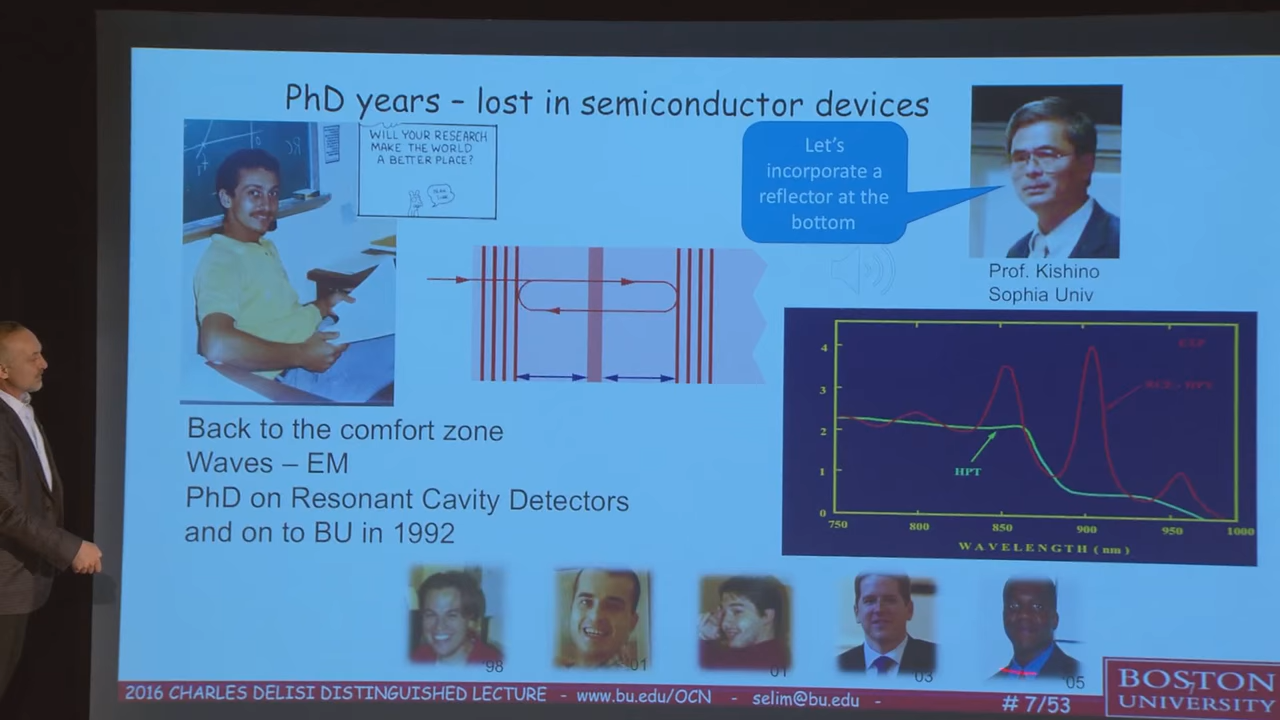 PhD years – lost in semiconductor devices
WILL YOUR RESEARCH
MAKE THE WORLD
A BETTER PLACE?
Let's
incorporate a
reflector at the
bottom
Prof. Kishino
Sophia Univ
Back to the comfort zone
Waves – EM
PhD on Resonant Cavity Detectors
and on to BU in 1992
4
3
2
1
0
HPT
750 800 850 900 950 1000
WAVELENGTH (nm)
98
01
01
03
'05
2016 CHARLES DELISI DISTINGUISHED LECTURE - www.bu.edu/OCN - selim@bu.edu -
# 7/53
BOSTON
UNIVERSITY